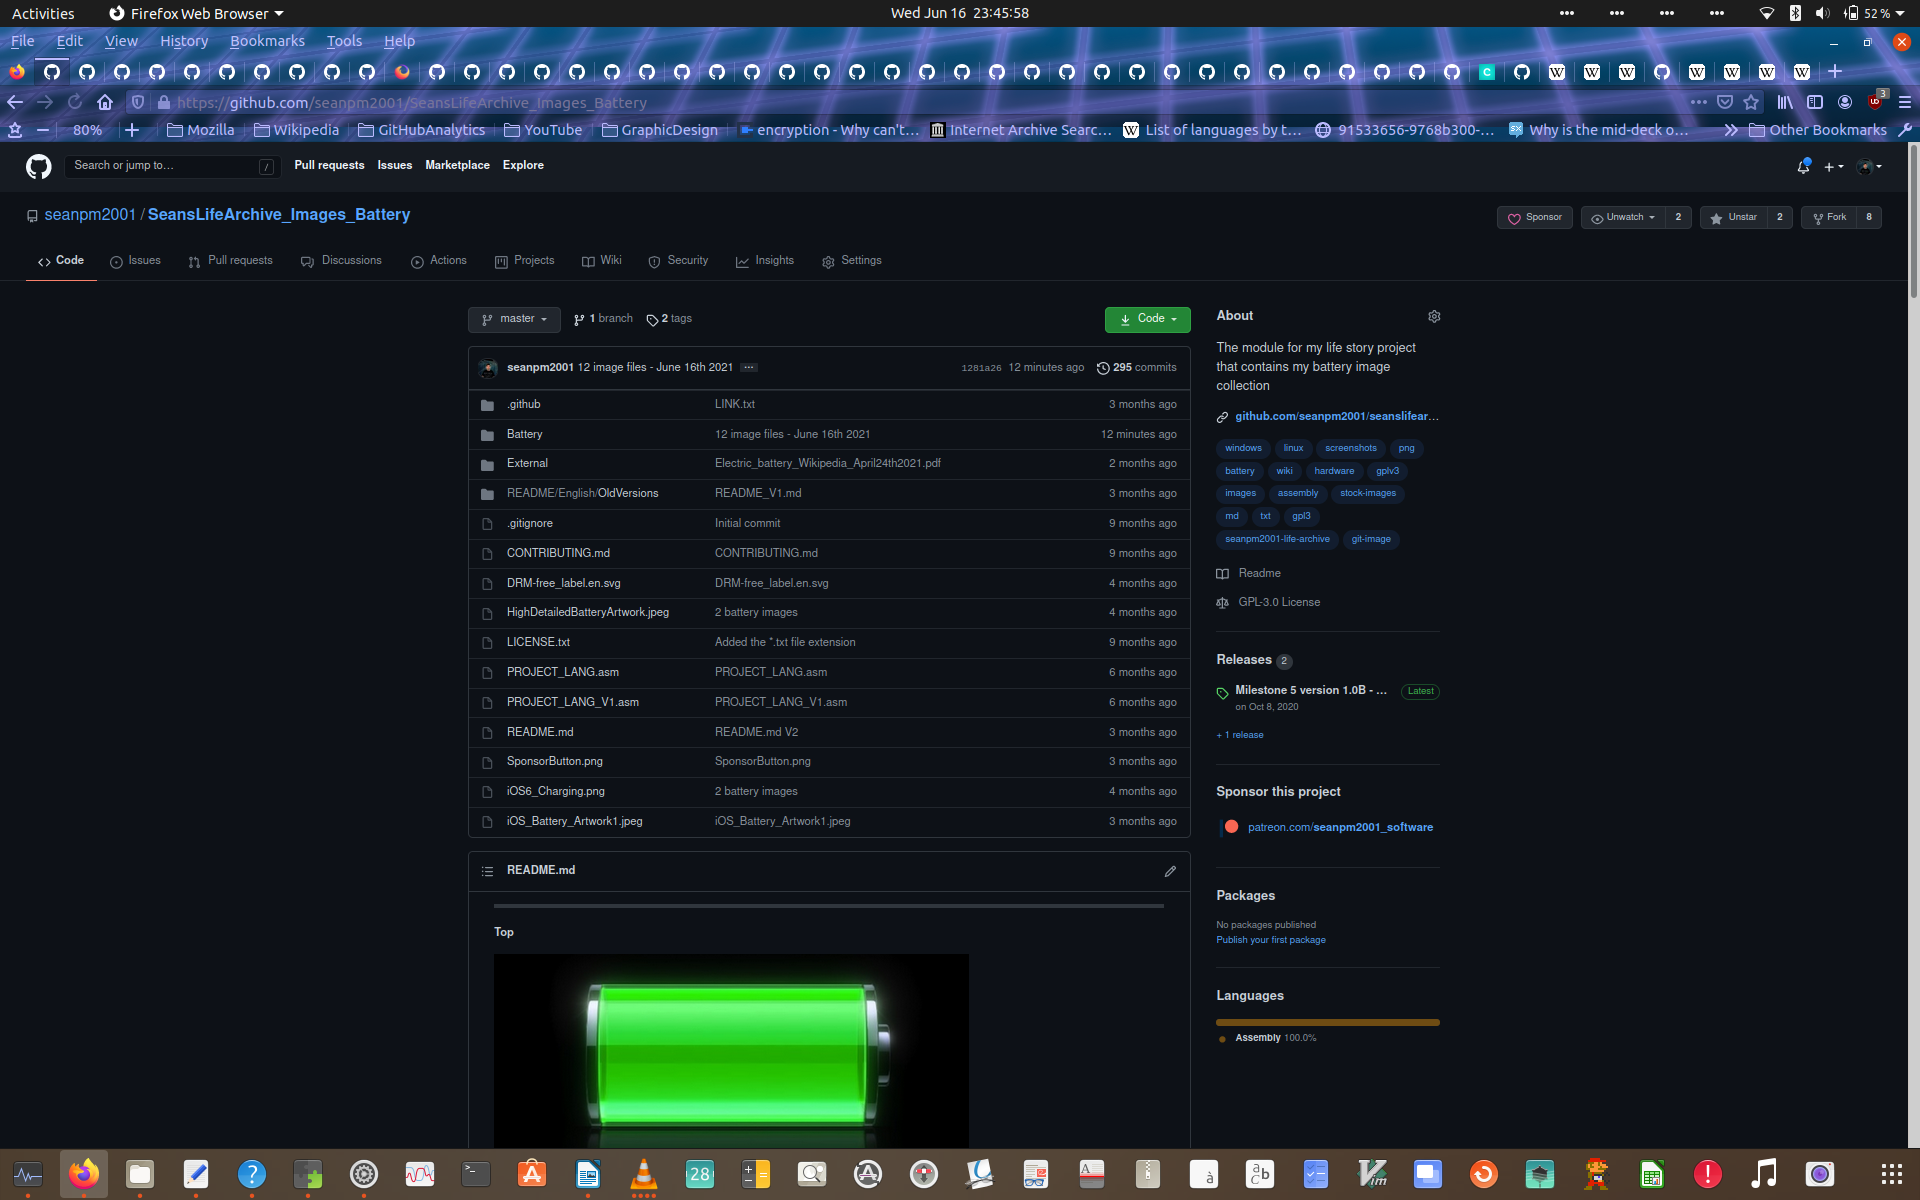 Activities Firefox Web Browser Wed Jun 16 23:45:58 52 %
File Edit View History Bookmarks Tools Help
https://github.com/seanpm2001/SeansLifeArchive_Images_Battery 3
80% Mozilla Wikipedia GitHubAnalytics YouTube GraphicDesign encryption - Why can't… Internet Archive Searc… List of languages by t… 91533656-9768b300-… Why is the mid-deck o… Other Bookmarks
Search or jump to… / Pull requests Issues Marketplace Explore
seanpm2001 / SeansLifeArchive_Images_Battery
Sponsor Unwatch 2 Unstar 2 Fork 8
Code Issues Pull requests Discussions Actions Projects Wiki Security Insights Settings
master 1 branch 2 tags Code
seanpm2001 12 image files - June 16th 2021 1281a26 12 minutes ago 295 commits
.github LINK.txt 3 months ago
Battery 12 image files - June 16th 2021 12 minutes ago
External Electric_battery_Wikipedia_April24th2021.pdf 2 months ago
README/English/OldVersions README_V1.md 3 months ago
.gitignore Initial commit 9 months ago
CONTRIBUTING.md CONTRIBUTING.md 9 months ago
DRM-free_label.en.svg DRM-free_label.en.svg 4 months ago
HighDetailedBatteryArtwork.jpeg 2 battery images 4 months ago
LICENSE.txt Added the *.txt file extension 9 months ago
PROJECT_LANG.asm PROJECT_LANG.asm 6 months ago
PROJECT_LANG_V1.asm PROJECT_LANG_V1.asm 6 months ago
README.md README.md V2 3 months ago
SponsorButton.png SponsorButton.png 3 months ago
iOS6_Charging.png 2 battery images 4 months ago
iOS_Battery_Artwork1.jpeg iOS_Battery_Artwork1.jpeg 3 months ago
README.md
Top
About
The module for my life story project
that contains my battery image
collection
github.com/seanpm2001/seanslifear…
windows linux screenshots png
battery wiki hardware gplv3
images assembly stock-images
md txt gpl3
seanpm2001-life-archive git-image
Readme
GPL-3.0 License
Releases 2
Milestone 5 version 1.0B - … Latest
on Oct 8, 2020
+ 1 release
Sponsor this project
patreon.com/seanpm2001_software
Packages
No packages published
Publish your first package
Languages
Assembly 100.0%
28